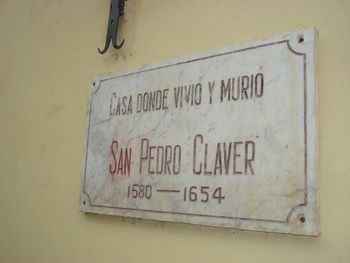 CASA DONDE VIVIO Y MURIO
SAN PEDRO CLAVER
1580 — 1654